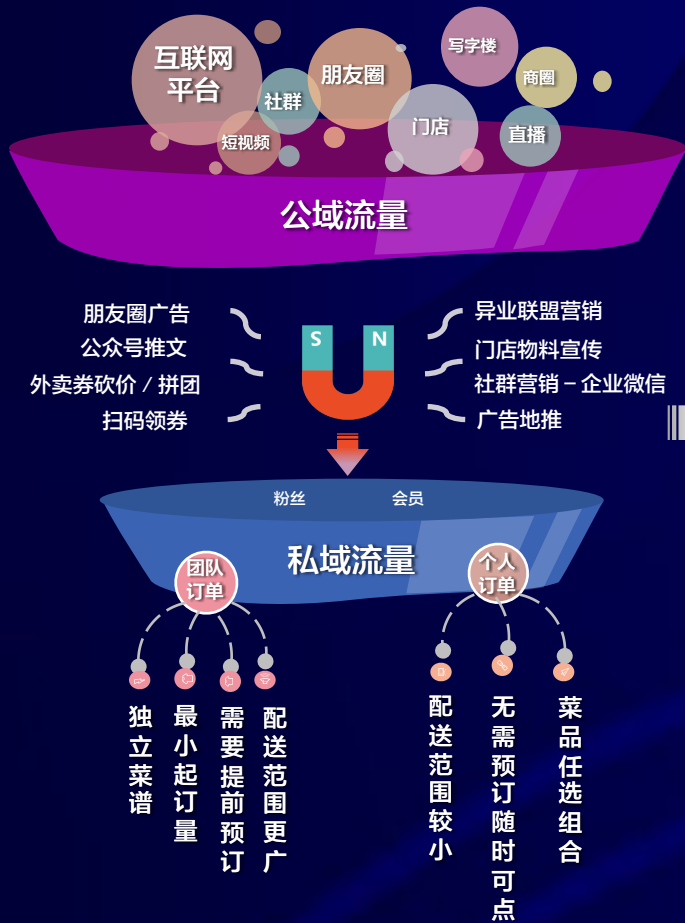 互联网
平台
社群
短视频
朋友圈
门店
写字楼
商圈
直播
公域流量
朋友圈广告
公众号推文
外卖券砍价 / 拼团
扫码领券
S N
异业联盟营销
门店物料宣传
社群营销 – 企业微信
广告地推
粉丝
会员
私域流量
团队
订单
个人
订单
独立菜谱
最小起订量
需要提前预订
配送范围更广
配送范围较小
无需预订随时可点
菜品任选组合